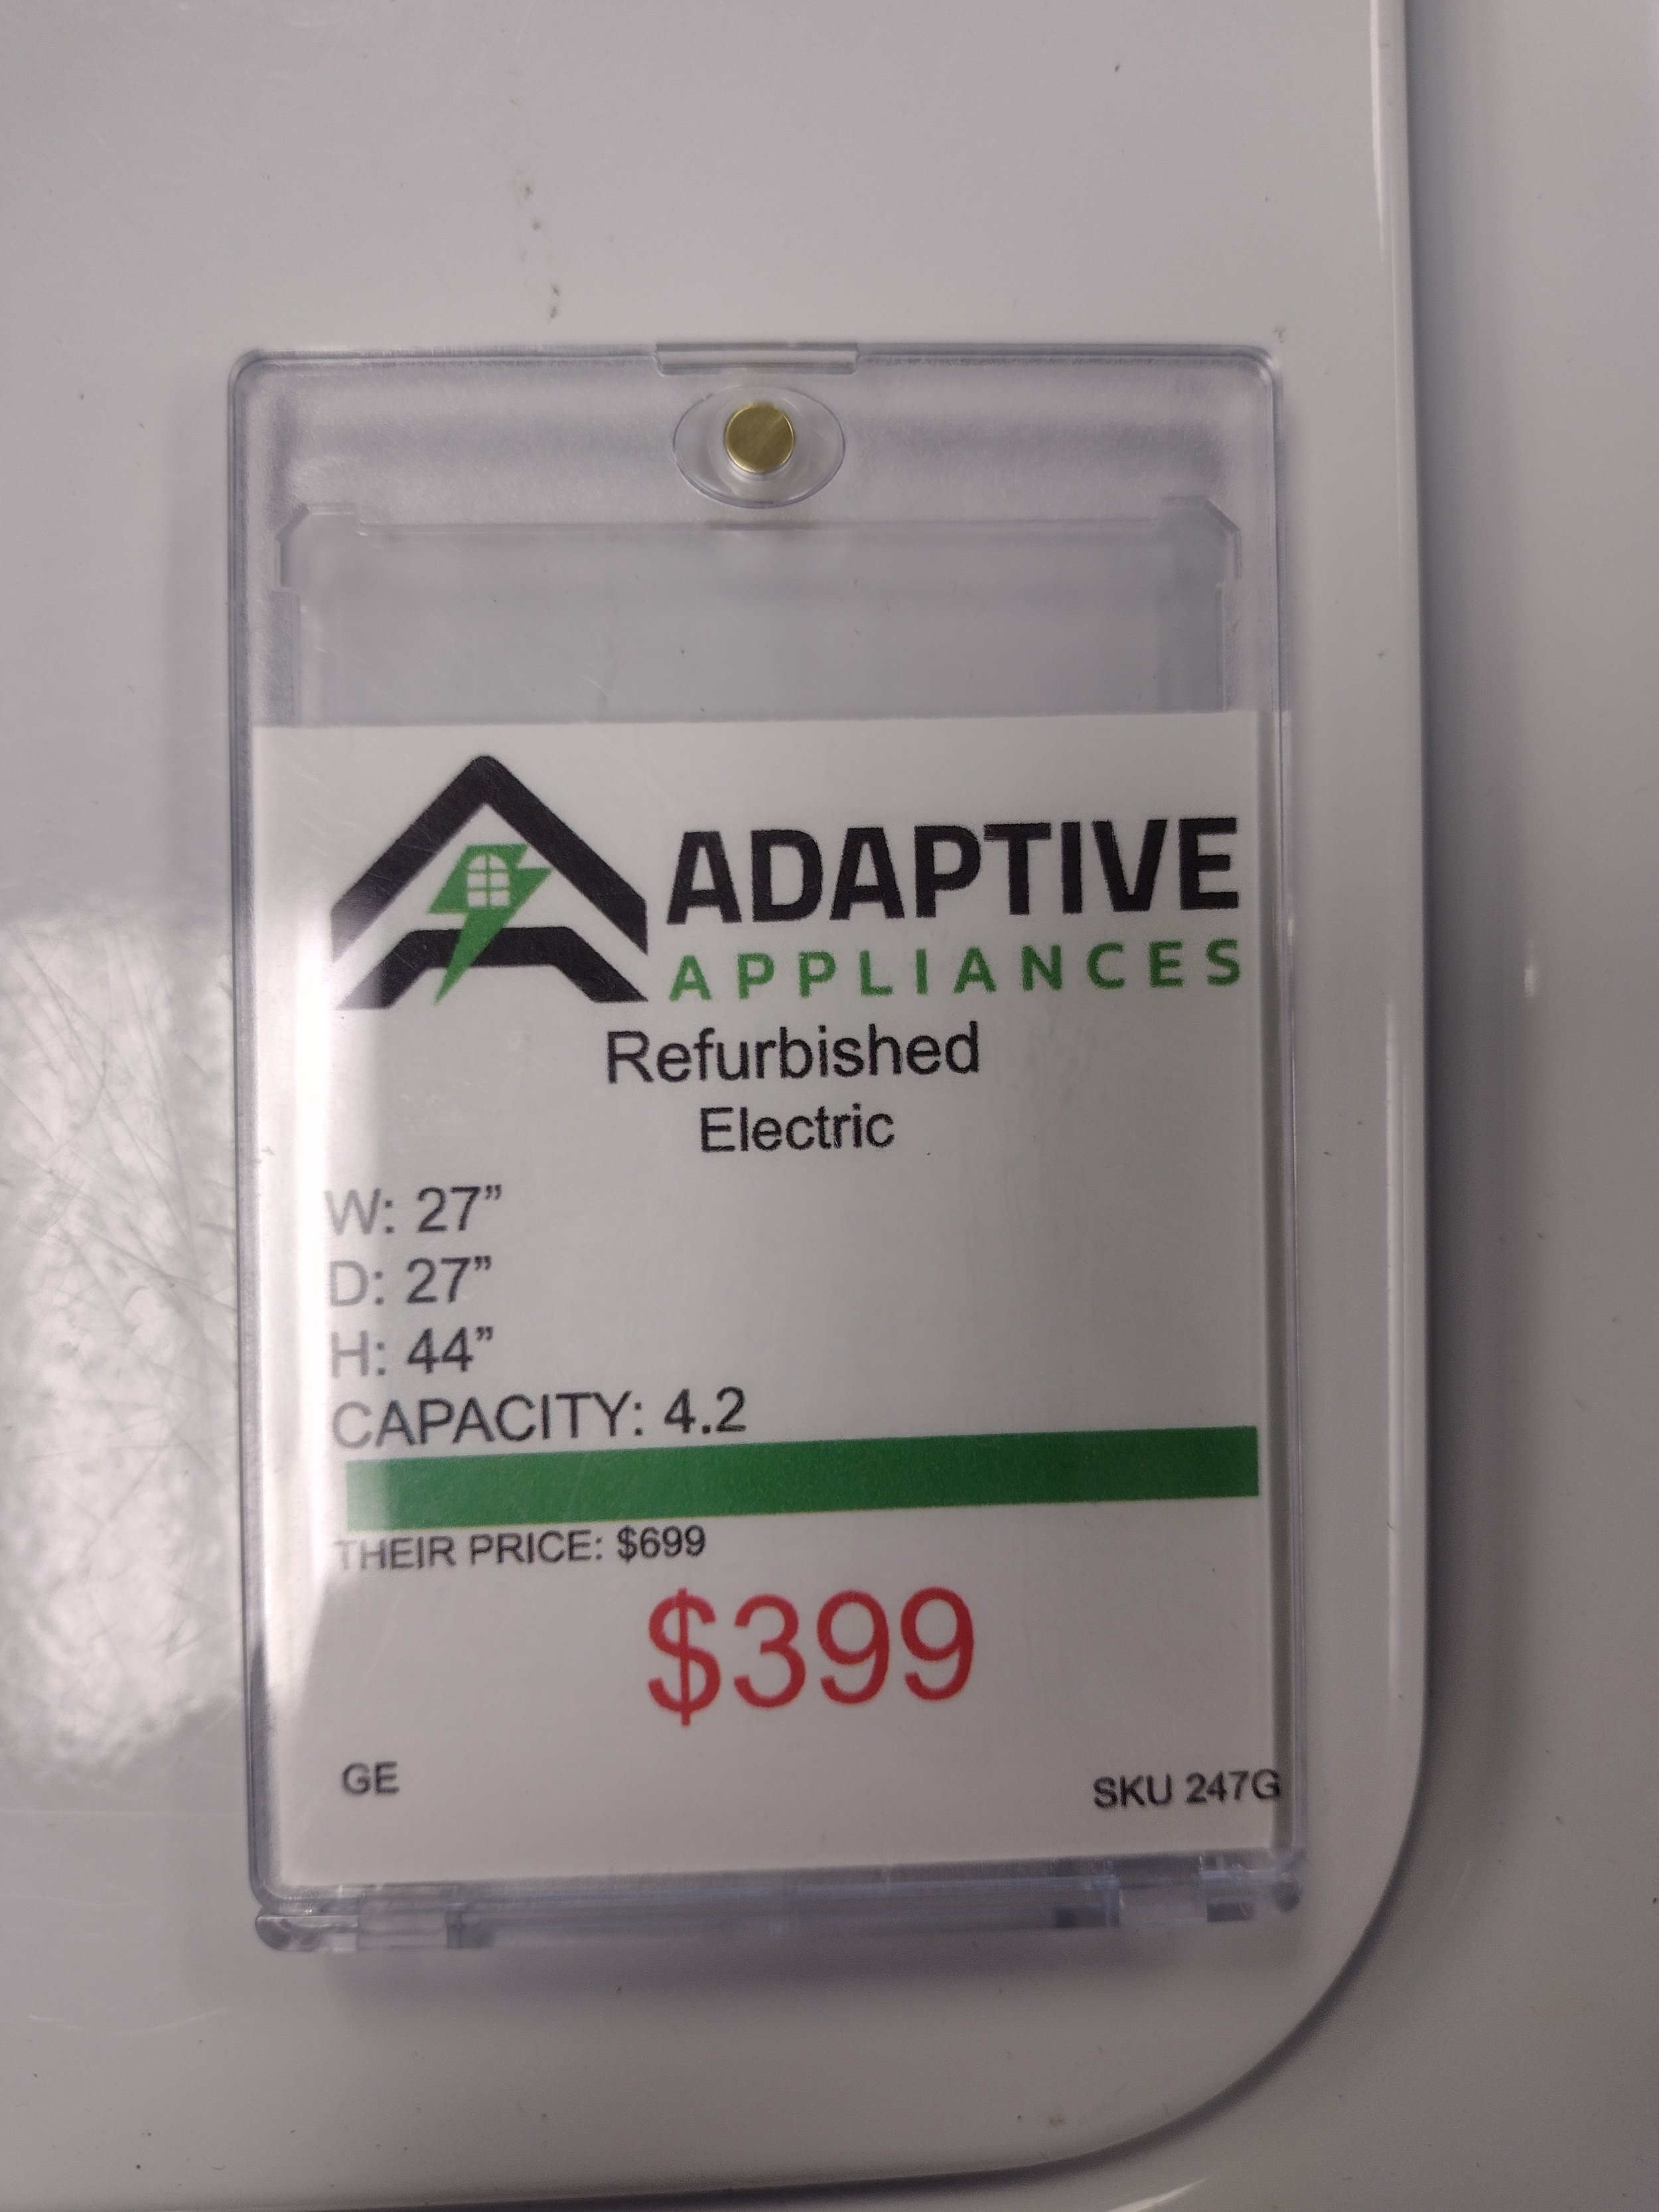 ADAPTIVE
APPLIANCES
Refurbished
Electric
W: 27”
D: 27”
H: 44”
CAPACITY: 4.2
THEIR PRICE: $699
$399
GE
SKU 247G